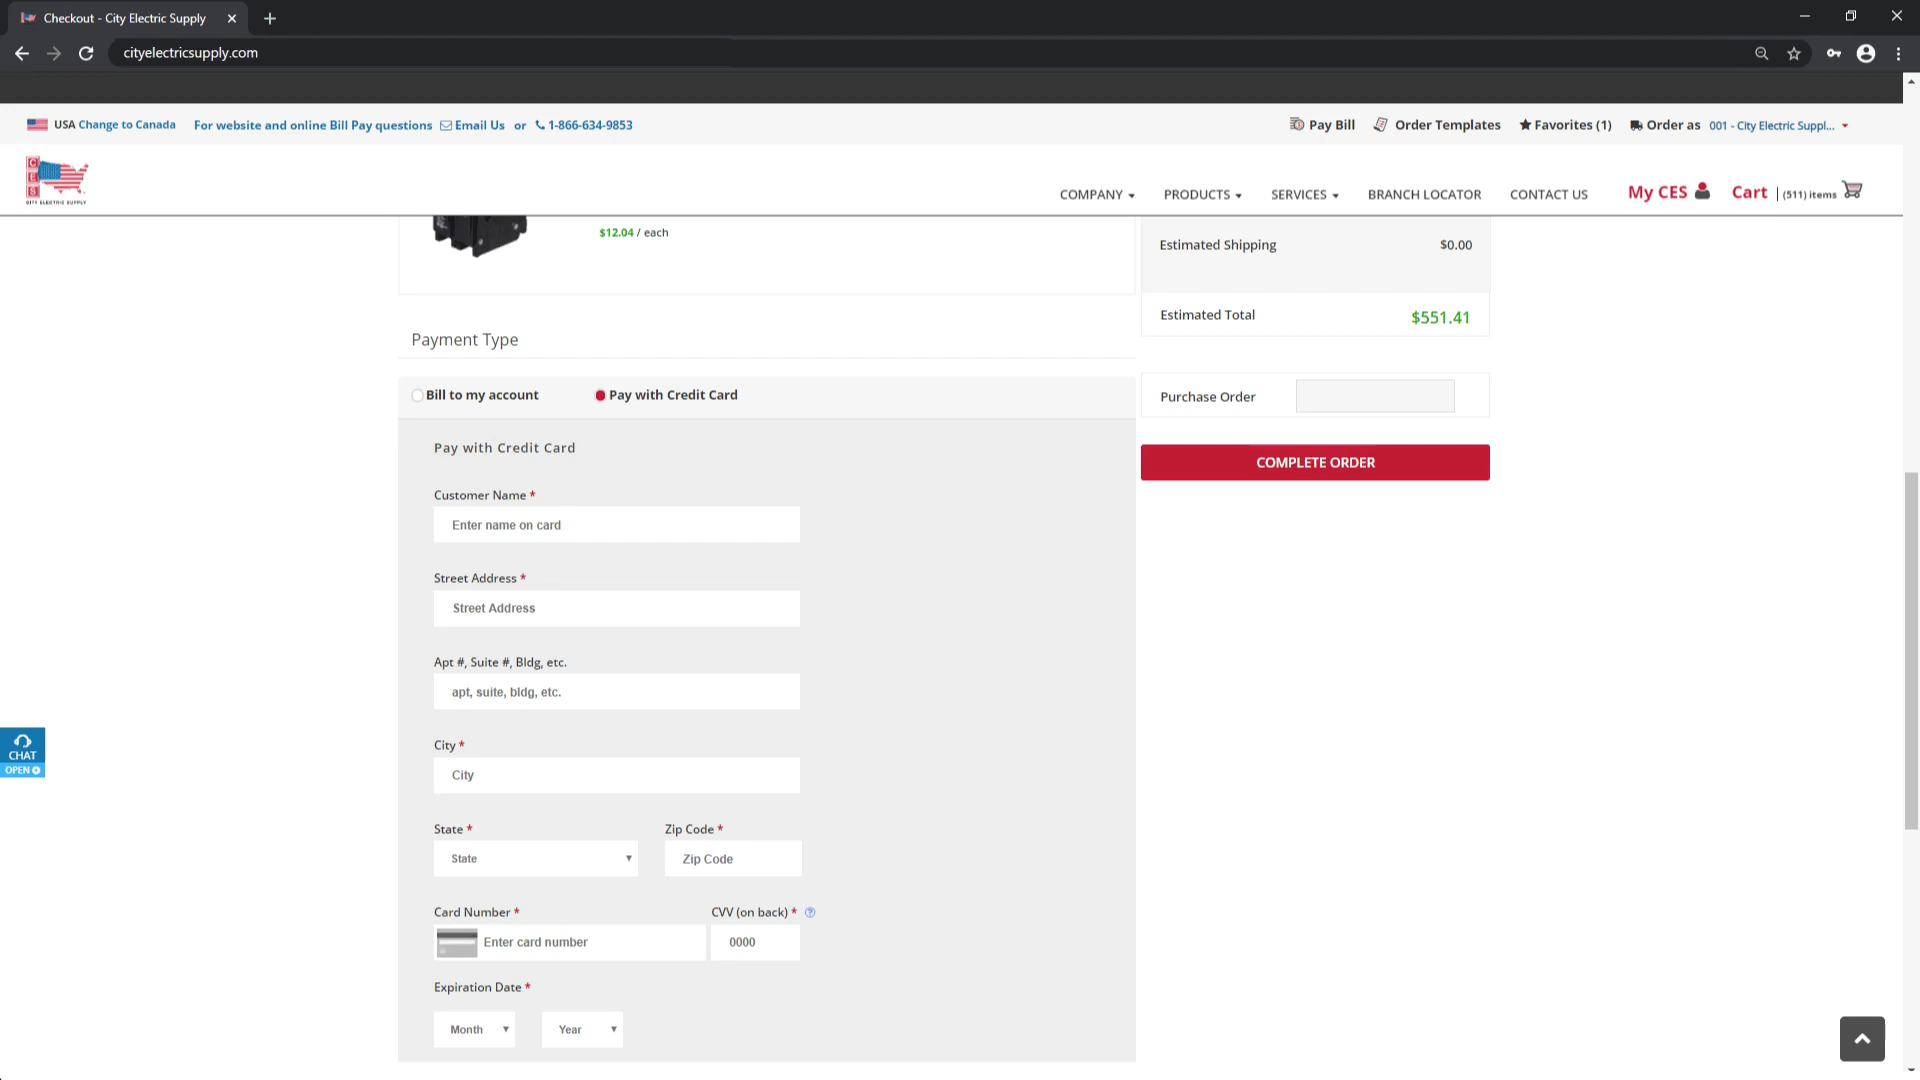 Checkout - City Electric Supply
cityelectricsupply.com
USA Change to Canada For website and online Bill Pay questions Email Us or 1-866-634-9853
Pay Bill Order Templates Favorites (1) Order as 001 - City Electric Suppl...
CES
CITY ELECTRIC SUPPLY
COMPANY PRODUCTS SERVICES BRANCH LOCATOR CONTACT US My CES Cart | (511) items
$12.04 / each
Estimated Shipping $0.00
Estimated Total $551.41
Payment Type
Bill to my account Pay with Credit Card
Purchase Order
Pay with Credit Card
COMPLETE ORDER
Customer Name *
Enter name on card
Street Address *
Street Address
Apt #, Suite #, Bldg, etc.
apt, suite, bldg, etc.
City *
City
CHAT
OPEN
State * Zip Code *
State Zip Code
Card Number * CVV (on back) * ?
Enter card number 0000
Expiration Date *
Month Year